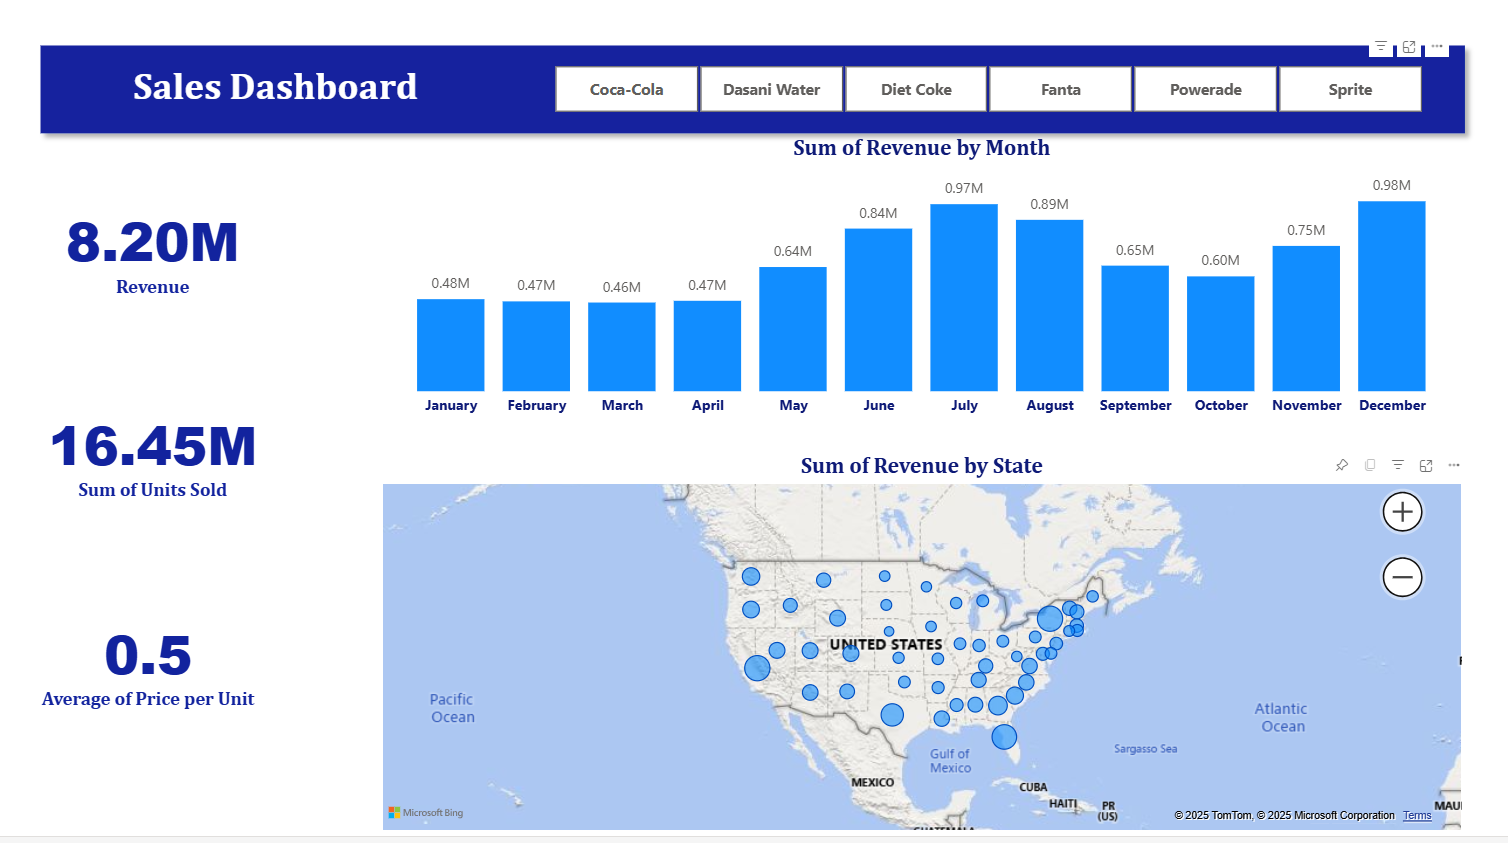 Sales Dashboard
Coca-Cola
Dasani Water
Diet Coke
Fanta
Powerade
Sprite
Sum of Revenue by Month
8.20M
Revenue
16.45M
Sum of Units Sold
0.5
Average of Price per Unit
0.48M
0.47M
0.46M
0.47M
0.64M
0.84M
0.97M
0.89M
0.65M
0.60M
0.75M
0.98M
January
February
March
April
May
June
July
August
September
October
November
December
Sum of Revenue by State
UNITED STATES
Pacific
Ocean
Atlantic
Ocean
Gulf of
Mexico
Sargasso Sea
MEXICO
CUBA
HAITI
PR
(US)
MAU
Microsoft Bing
© 2025 TomTom, © 2025 Microsoft Corporation
Terms